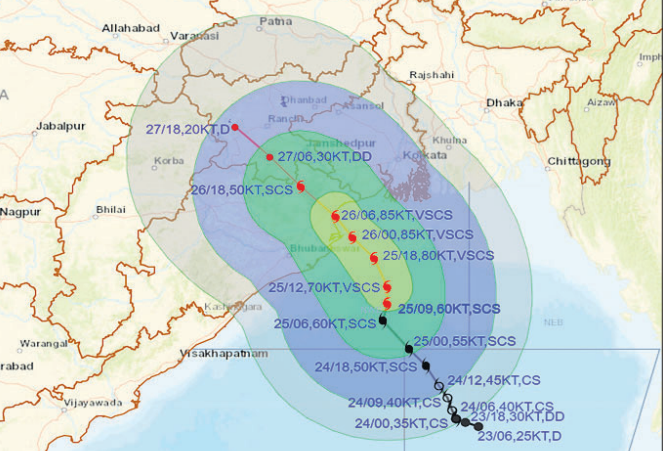 Patna
Allahabad
Varanasi
Rajshahi
Imph
Dhanbad
Asansol
Dhaka
Aizaw
Ranchi
Jabalpur
27/18,20KT,D
Jamshedpur
Khulna
Korba
27/06,30KT,DD
Kolkata
Chittagong
26/18,50KT,SCS
Nagpur
Bhilai
26/06,85KT,VSCS
26/00,85KT,VSCS
Bhubaneswar
25/18,80KT,VSCS
25/12,70KT,VSCS
25/09,60KT,SCS
25/06,60KT,SCS
NLB
Warangal
25/00,55KT,SCS
Visakhapatnam
rabad
24/18,50KT,SCS
24/12,45KT,CS
Vijayawada
24/09,40KT,CS
24/06,40KT,CS
23/18,30KT,DD
24/00,35KT,CS
23/06,25KT,D